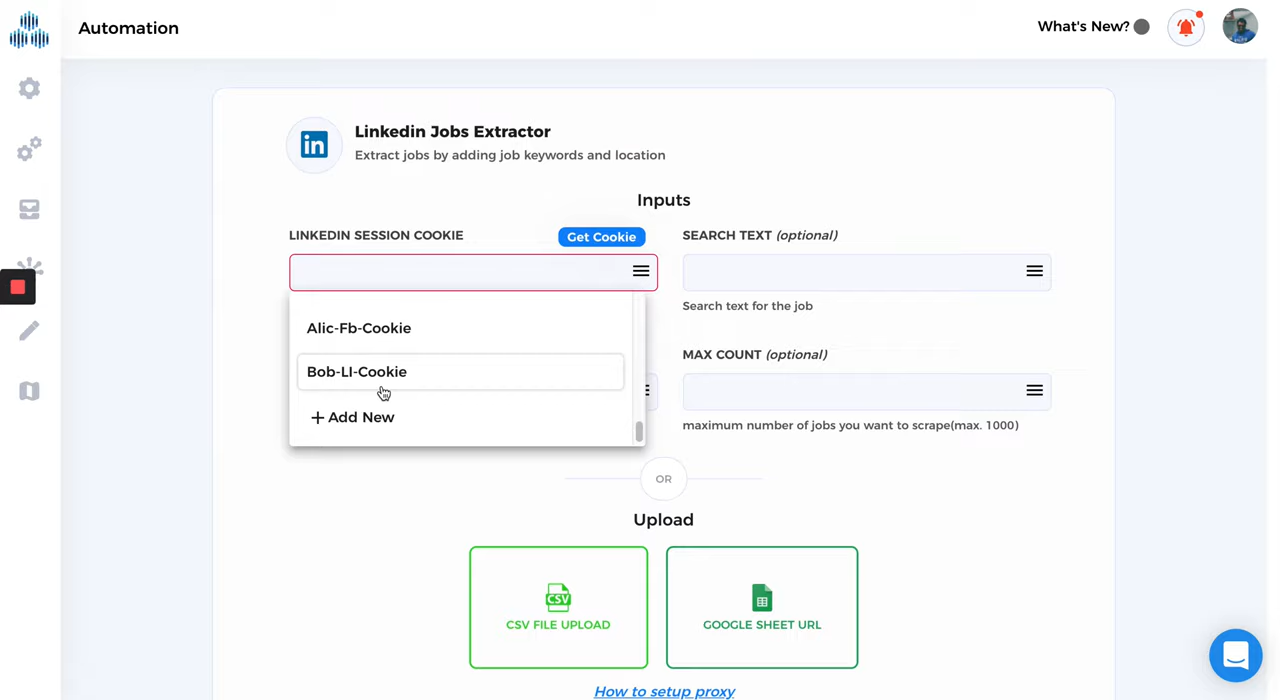 Automation
What's New?
in
Linkedin Jobs Extractor
Extract jobs by adding job keywords and location
Inputs
LINKEDIN SESSION COOKIE
Get Cookie
SEARCH TEXT (optional)
Search text for the job
Alic-Fb-Cookie
Bob-LI-Cookie
+ Add New
MAX COUNT (optional)
maximum number of jobs you want to scrape(max. 1000)
OR
Upload
CSV
CSV FILE UPLOAD
GOOGLE SHEET URL
How to setup proxy